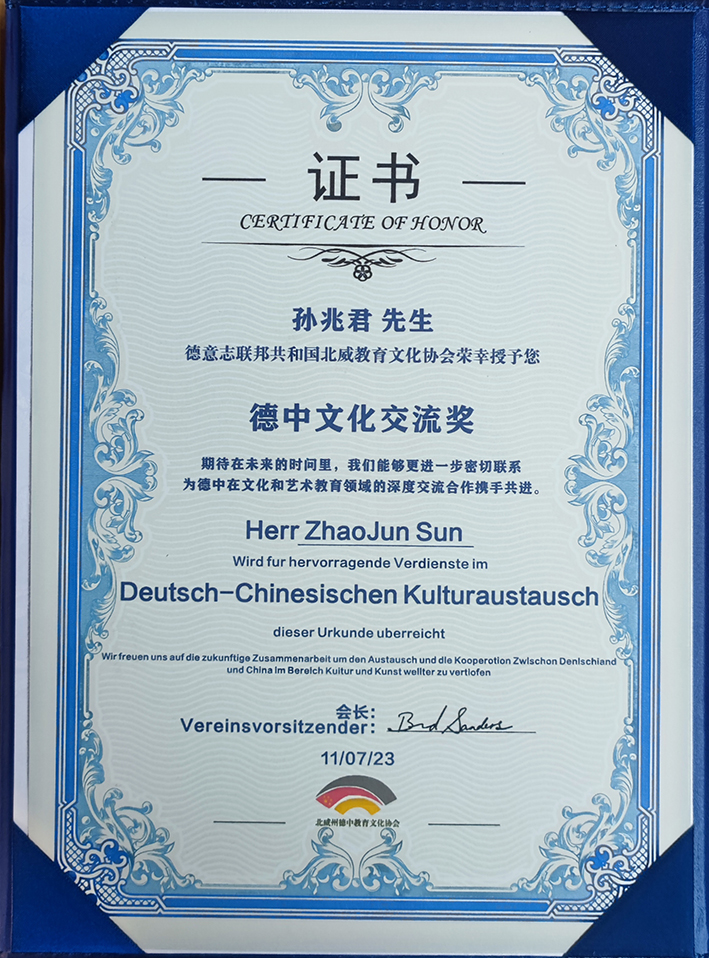 证书
CERTIFICATE OF HONOR
孙兆君 先生
德意志联邦共和国北威教育文化协会荣幸授予您
德中文化交流奖
期待在未来的时间里，我们能够更进一步密切联系
为德中在文化和艺术教育领域的深度交流合作携手共进。
Herr ZhaoJun Sun
Wird fur hervorragende Verdienste im
Deutsch-Chinesischen Kulturaustausch
dieser Urkunde uberreicht
Wir freuen uns auf die zukunftige Zusammenarbeit um den Austausch und die Kooperotion Zwischon Denlschland
und China im Bereich Kultur und Kunst wellter zu vertlofen
会长：
Vereinsvorsitzender:
11/07/23
北威州德中教育文化协会